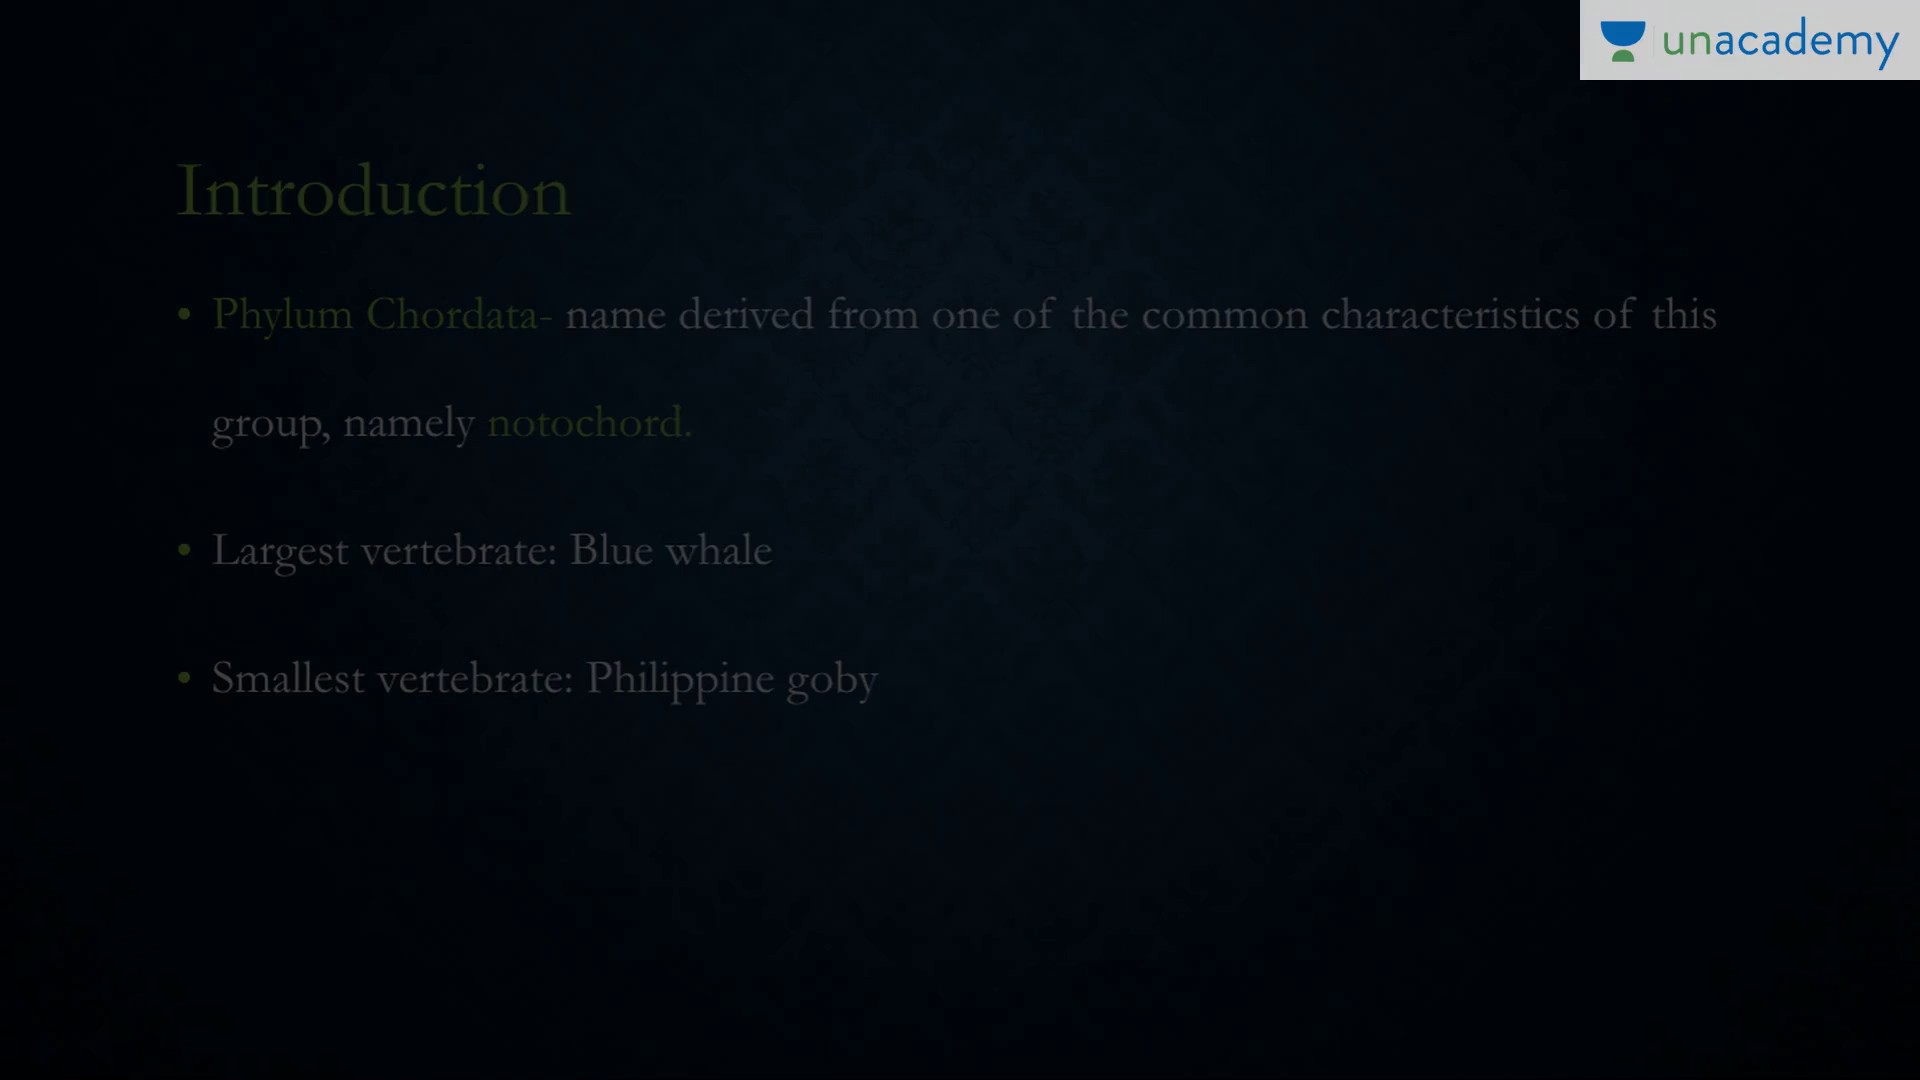 unacademy
Introduction
• Phylum Chordata- name derived from one of the common characteristics of this
group, namely notochord.
• Largest vertebrate: Blue whale
• Smallest vertebrate: Philippine goby